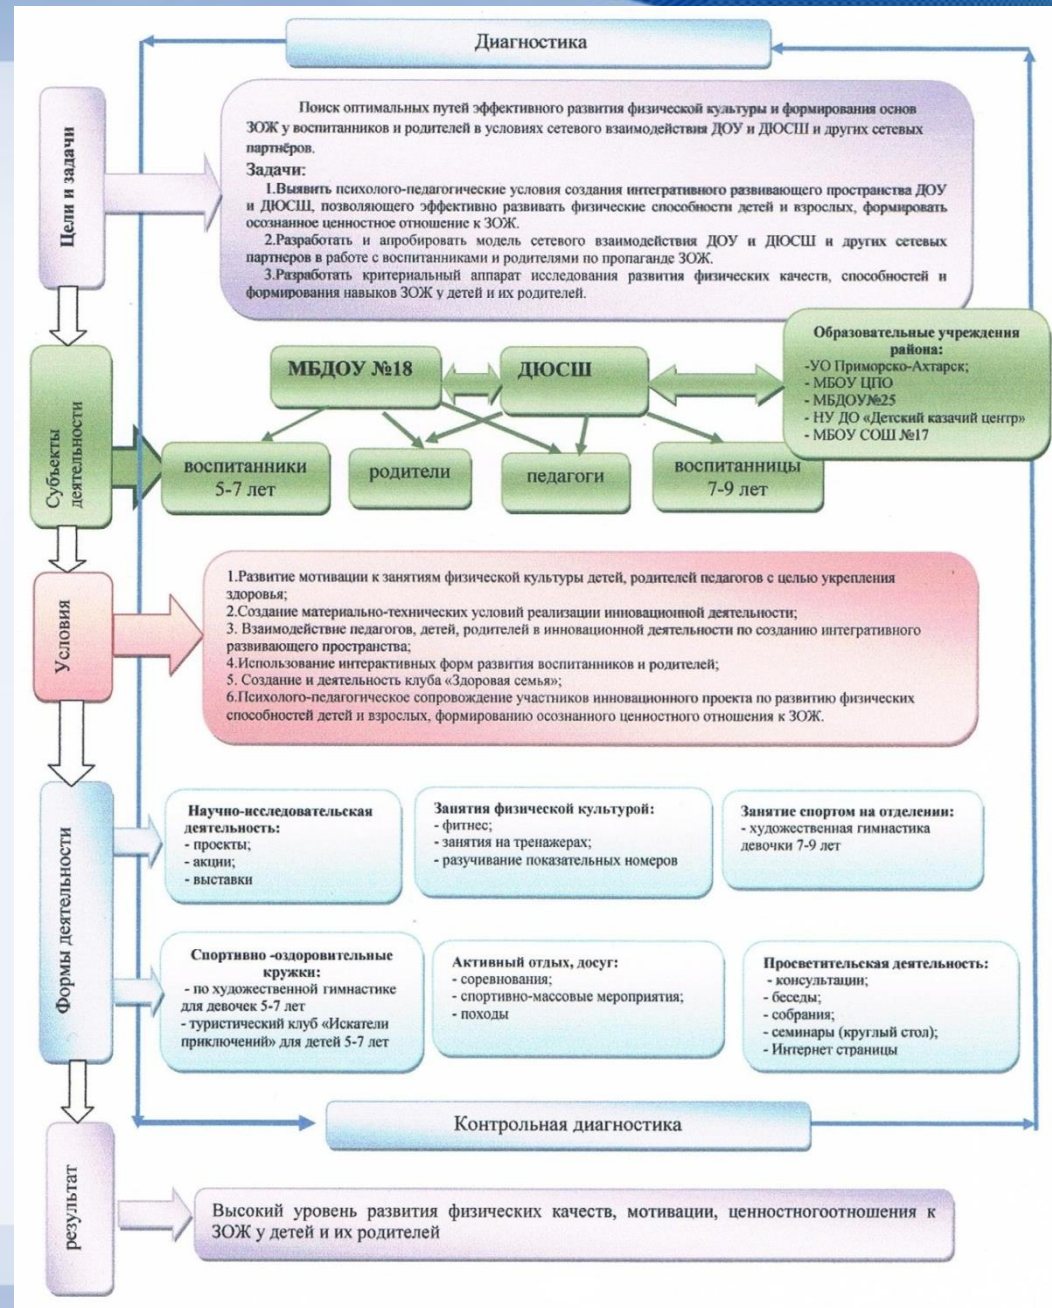 Диагностика
Цели и задачи
Поиск оптимальных путей эффективного развития физической культуры и формирования основ
ЗОЖ у воспитанников и родителей в условиях сетевого взаимодействия ДОУ и ДЮСШ и других сетевых
партнёров.
Задачи:
1.Выявить психолого-педагогические условия создания интегративного развивающего пространства ДОУ
и ДЮСШ, позволяющего эффективно развивать физические способности детей и взрослых, формировать
осознанное ценностное отношение к ЗОЖ.
2.Разработать и апробировать модель сетевого взаимодействия ДОУ и ДЮСШ и других сетевых
партнеров в работе с воспитанниками и родителями по пропаганде ЗОЖ.
3.Разработать критериальный аппарат исследования развития физических качеств, способностей и
формирования навыков ЗОЖ у детей и их родителей.
Субъекты
деятельности
МБДОУ №18
ДЮСШ
Образовательные учреждения
района:
-УО Приморско-Ахтарск;
- МБОУ ЦПО
- МБДОУ№25
- НУ ДО «Детский казачий центр»
- МБОУ СОШ №17
воспитанники
5-7 лет
родители
педагоги
воспитанницы
7-9 лет
Условия
1.Развитие мотивации к занятиям физической культуры детей, родителей педагогов с целью укрепления
здоровья;
2.Создание материально-технических условий реализации инновационной деятельности;
3. Взаимодействие педагогов, детей, родителей в инновационной деятельности по созданию интегративного
развивающего пространства;
4.Использование интерактивных форм развития воспитанников и родителей;
5. Создание и деятельность клуба «Здоровая семья»;
6.Психолого-педагогическое сопровождение участников инновационного проекта по развитию физических
способностей детей и взрослых, формированию осознанного ценностного отношения к ЗОЖ.
Формы деятельности
Научно-исследовательская
деятельность:
- проекты;
- акции;
- выставки
Занятия физической культурой:
- фитнес;
- занятия на тренажерах;
- разучивание показательных номеров
Занятие спортом на отделении:
- художественная гимнастика
девочки 7-9 лет
Спортивно -оздоровительные
кружки:
- по художественной гимнастике
для девочек 5-7 лет
- туристический клуб «Искатели
приключений» для детей 5-7 лет
Активный отдых, досуг:
- соревнования;
- спортивно-массовые мероприятия;
- походы
Просветительская деятельность:
- консультации;
- беседы;
- собрания;
- семинары (круглый стол);
- Интернет страницы
Контрольная диагностика
результат
Высокий уровень развития физических качеств, мотивации, ценностногоотношения к
ЗОЖ у детей и их родителей